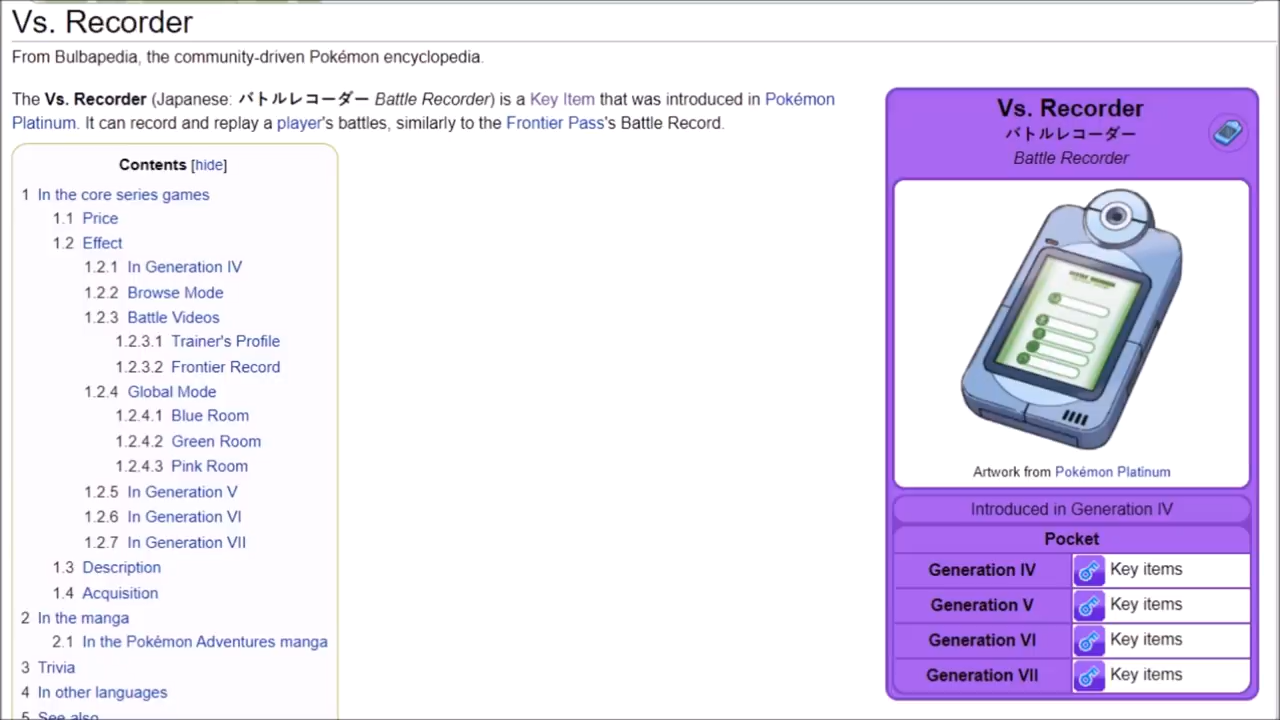 Vs. Recorder
From Bulbapedia, the community-driven Pokémon encyclopedia.
The Vs. Recorder (Japanese: バトルレコーダー Battle Recorder) is a Key Item that was introduced in Pokémon
Platinum. It can record and replay a player's battles, similarly to the Frontier Pass's Battle Record.
Contents [hide]
1 In the core series games
1.1 Price
1.2 Effect
1.2.1 In Generation IV
1.2.2 Browse Mode
1.2.3 Battle Videos
1.2.3.1 Trainer's Profile
1.2.3.2 Frontier Record
1.2.4 Global Mode
1.2.4.1 Blue Room
1.2.4.2 Green Room
1.2.4.3 Pink Room
1.2.5 In Generation V
1.2.6 In Generation VI
1.2.7 In Generation VII
1.3 Description
1.4 Acquisition
2 In the manga
2.1 In the Pokémon Adventures manga
3 Trivia
4 In other languages
5 See also
Vs. Recorder
バトルレコーダー
Battle Recorder
Artwork from Pokémon Platinum
Introduced in Generation IV
Pocket
Generation IV Key items
Generation V Key items
Generation VI Key items
Generation VII Key items